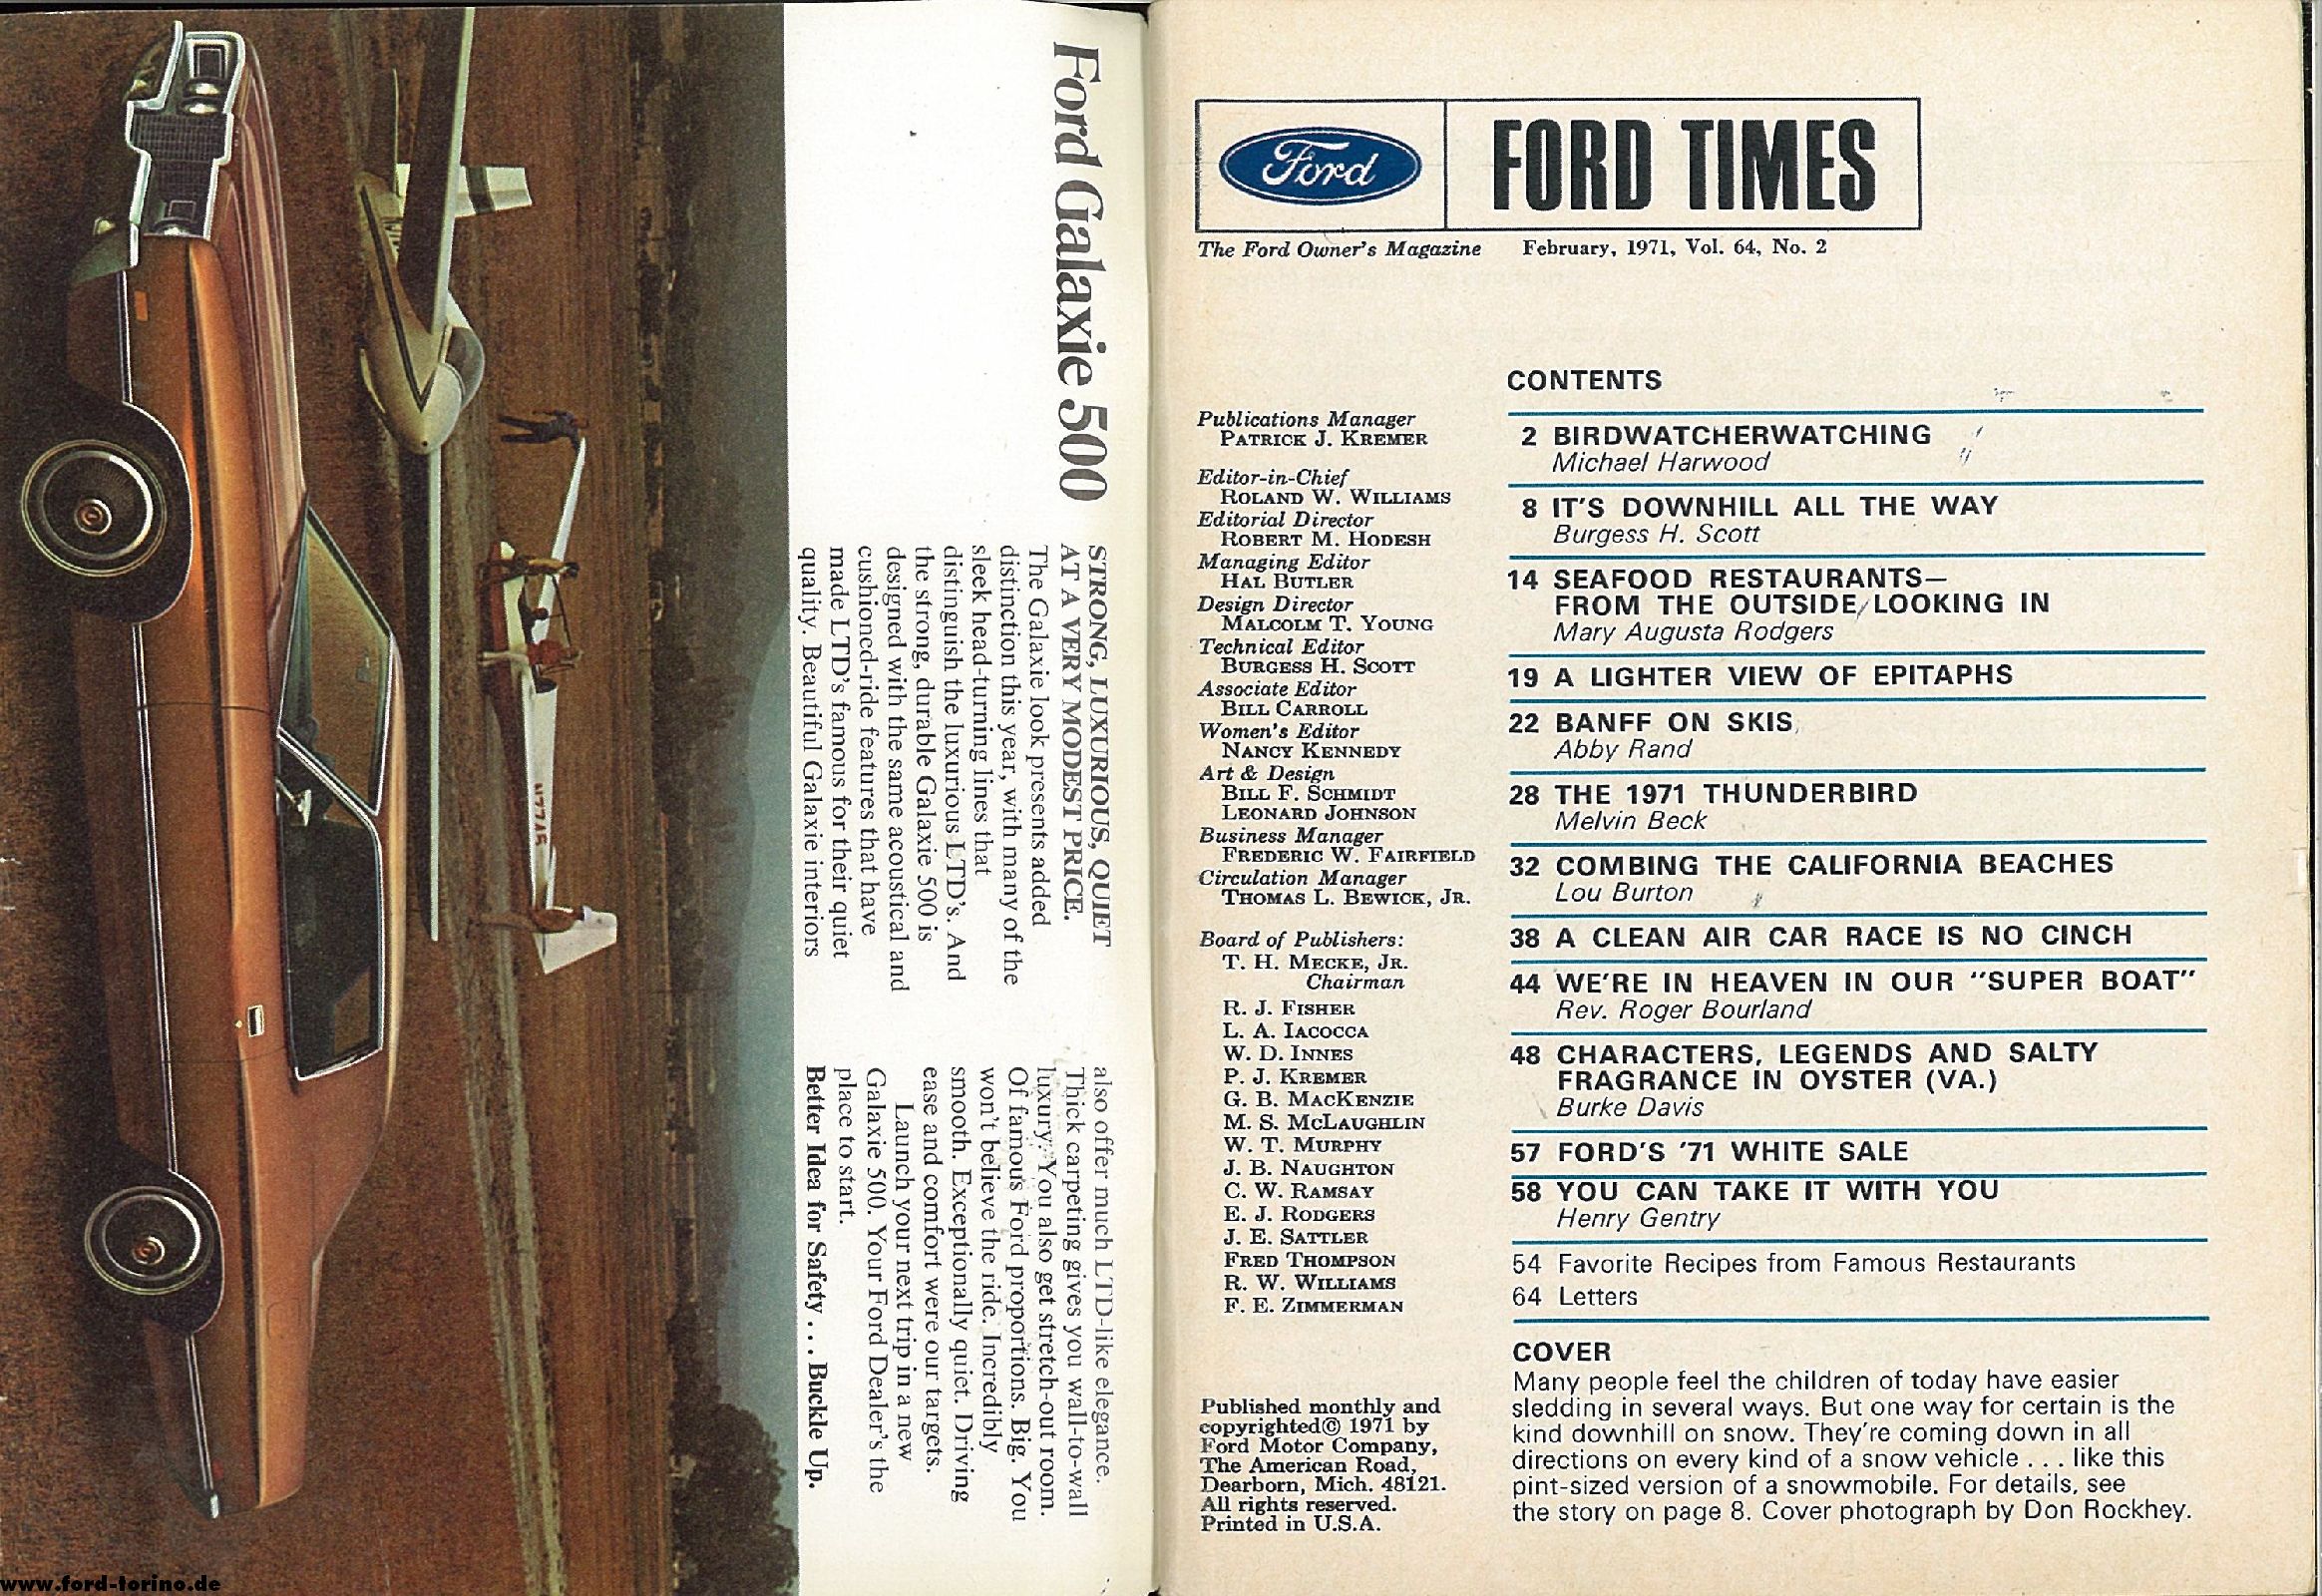 Ford Galaxie 500
STRONG, LUXURIOUS, QUIET
AT A VERY MODEST PRICE.
The Galaxie look presents added
distinction this year, with many of the
sleek head-turning lines that
distinguish the luxurious LTD's. And
the strong, durable Galaxie 500 is
designed with the same acoustical and
cushioned-ride features that have
made LTD's famous for their quiet
quality. Beautiful Galaxie interiors
also offer much LTD-like elegance.
Thick carpeting gives you wall-to-wall
luxury. You also get stretch-out room.
Of famous Ford proportions. Big. You
won't believe the ride. Incredibly
smooth. Exceptionally quiet. Driving
ease and comfort were our targets.
Launch your next trip in a new
Galaxie 500. Your Ford Dealer's the
place to start.
Better Idea for Safety . . . Buckle Up.
N77A5
www.ford-torino.de
Ford
FORD TIMES
The Ford Owner's Magazine February, 1971, Vol. 64, No. 2
Publications Manager
PATRICK J. KREMER
Editor-in-Chief
ROLAND W. WILLIAMS
Editorial Director
ROBERT M. HODESH
Managing Editor
HAL BUTLER
Design Director
MALCOLM T. YOUNG
Technical Editor
BURGESS H. SCOTT
Associate Editor
BILL CARROLL
Women's Editor
NANCY KENNEDY
Art & Design
BILL F. SCHMIDT
LEONARD JOHNSON
Business Manager
FREDERIC W. FAIRFIELD
Circulation Manager
THOMAS L. BEWICK, JR.
Board of Publishers:
T. H. MECKE, JR.
Chairman
R. J. FISHER
L. A. IACOCCA
W. D. INNES
P. J. KREMER
G. B. MACKENZIE
M. S. MCLAUGHLIN
W. T. MURPHY
J. B. NAUGHTON
C. W. RAMSAY
E. J. RODGERS
J. E. SATTLER
FRED THOMPSON
R. W. WILLIAMS
F. E. ZIMMERMAN
Published monthly and
copyrighted© 1971 by
Ford Motor Company,
The American Road,
Dearborn, Mich. 48121.
All rights reserved.
Printed in U.S.A.
CONTENTS
2 BIRDWATCHERWATCHING
Michael Harwood
8 IT'S DOWNHILL ALL THE WAY
Burgess H. Scott
14 SEAFOOD RESTAURANTS—
FROM THE OUTSIDE LOOKING IN
Mary Augusta Rodgers
19 A LIGHTER VIEW OF EPITAPHS
22 BANFF ON SKIS
Abby Rand
28 THE 1971 THUNDERBIRD
Melvin Beck
32 COMBING THE CALIFORNIA BEACHES
Lou Burton
38 A CLEAN AIR CAR RACE IS NO CINCH
44 WE'RE IN HEAVEN IN OUR "SUPER BOAT"
Rev. Roger Bourland
48 CHARACTERS, LEGENDS AND SALTY
FRAGRANCE IN OYSTER (VA.)
Burke Davis
57 FORD'S '71 WHITE SALE
58 YOU CAN TAKE IT WITH YOU
Henry Gentry
54 Favorite Recipes from Famous Restaurants
64 Letters
COVER
Many people feel the children of today have easier
sledding in several ways. But one way for certain is the
kind downhill on snow. They're coming down in all
directions on every kind of a snow vehicle . . . like this
pint-sized version of a snowmobile. For details, see
the story on page 8. Cover photograph by Don Rockhey.